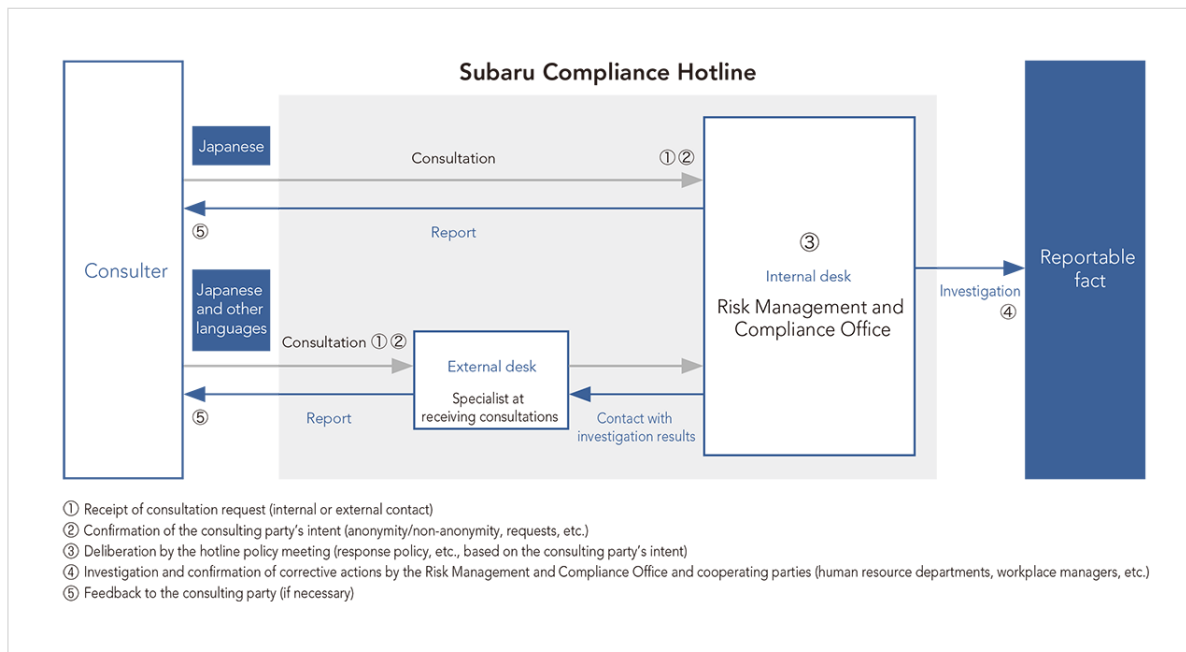 Subaru Compliance Hotline
Japanese
Consultation
① ②
⑤
Report
Consulter
Japanese
and other
languages
Consultation ① ②
External desk
Specialist at
receiving consultations
⑤
Report
Contact with
investigation results
③
Internal desk
Risk Management and
Compliance Office
Investigation
④
Reportable
fact
① Receipt of consultation request (internal or external contact)
② Confirmation of the consulting party's intent (anonymity/non-anonymity, requests, etc.)
③ Deliberation by the hotline policy meeting (response policy, etc., based on the consulting party's intent)
④ Investigation and confirmation of corrective actions by the Risk Management and Compliance Office and cooperating parties (human resource departments, workplace managers, etc.)
⑤ Feedback to the consulting party (if necessary)